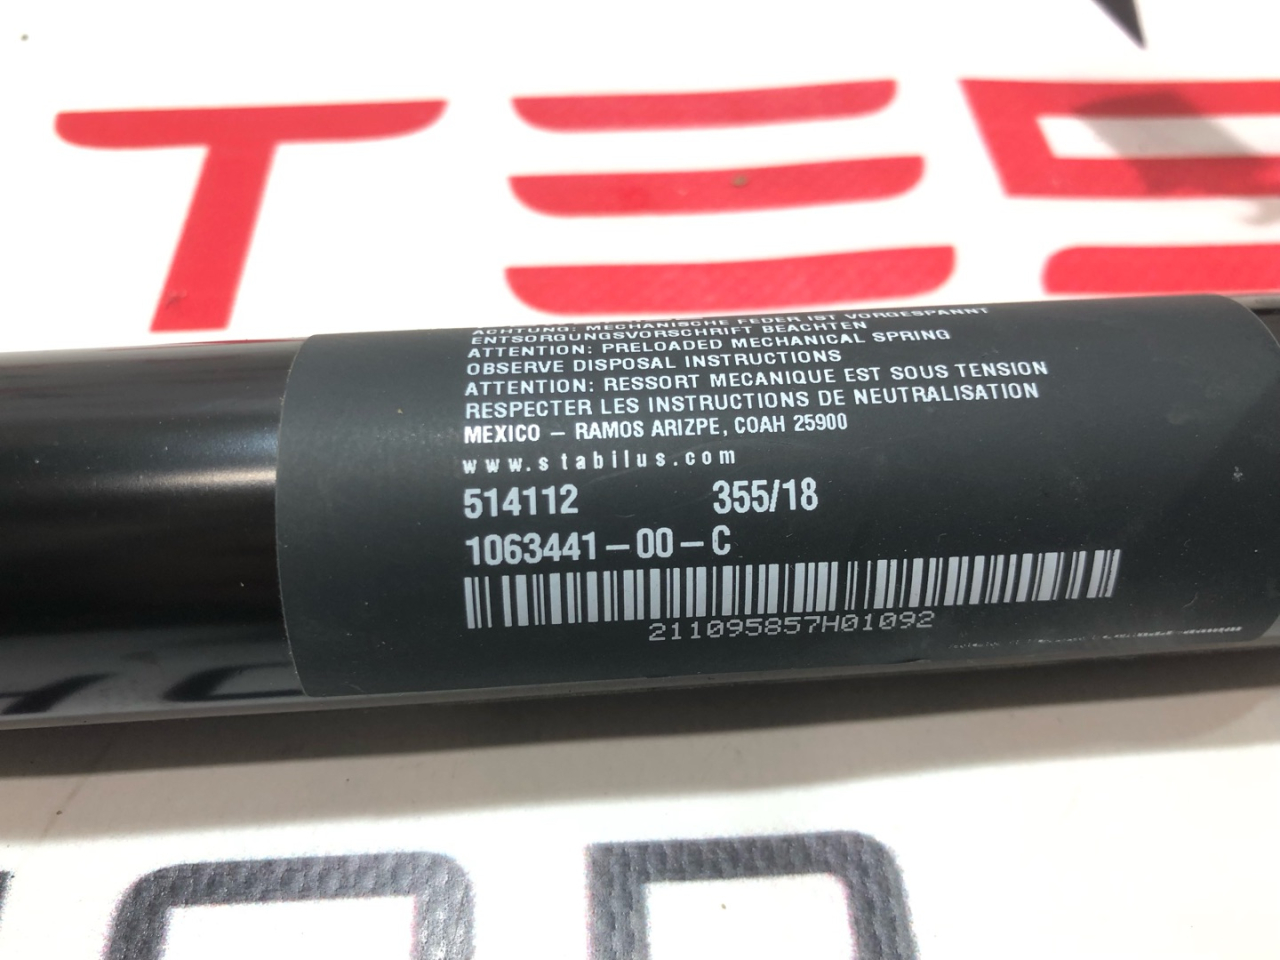 TES
ACHTUNG: MECHANISCHE FEDER IST VORGESPANNT
ENTSORGUNGSVORSCHRIFT BEACHTEN
ATTENTION: PRELOADED MECHANICAL SPRING
OBSERVE DISPOSAL INSTRUCTIONS
ATTENTION: RESSORT MECANIQUE EST SOUS TENSION
RESPECTER LES INSTRUCTIONS DE NEUTRALISATION
MEXICO – RAMOS ARIZPE, COAH 25900
www.stabilus.com
514112 355/18
1063441-00-C
211095857H01092